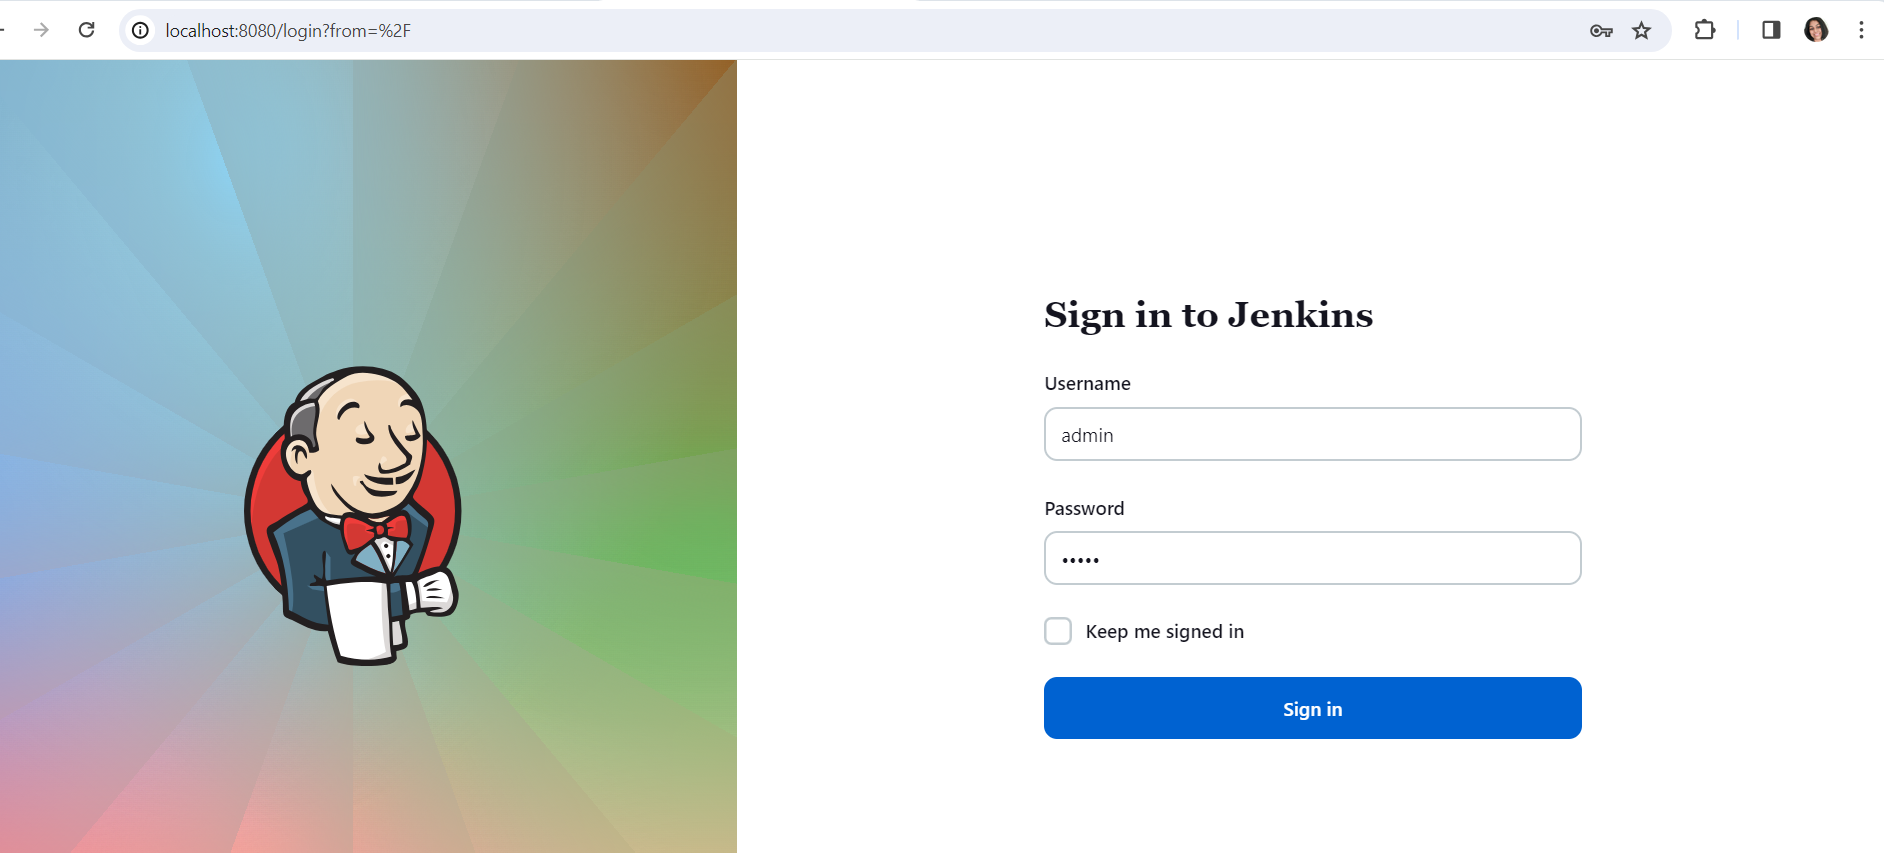 localhost:8080/login?from=%2F
Sign in to Jenkins
Username
admin
Password
•••••
Keep me signed in
Sign in